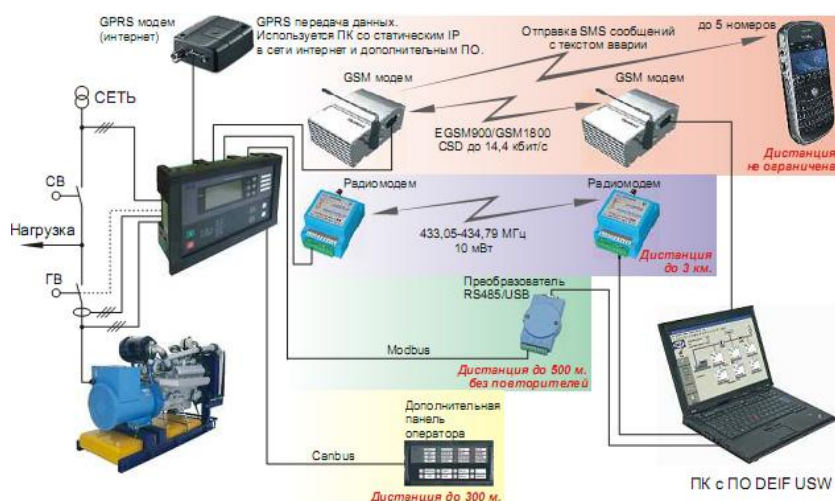 GPRS модем
(интернет)
GPRS передача данных.
Используется ПК со статическим IP
в сети интернет и дополнительным ПО.
Отправка SMS сообщений
с текстом аварии
до 5 номеров
GSM модем
GSM модем
СЕТЬ
EGSM900/GSM1800
CSD до 14,4 кбит/с
Дистанция
не ограничена
СВ
Радиомодем
Радиомодем
Нагрузка
433,05-434,79 МГц
10 мВт
Дистанция
до 3 км.
ГВ
Преобразователь
RS485/USB
Modbus
Дистанция до 500 м.
без повторителей
Дополнительная
панель
оператора
Canbus
Дистанция до 300 м.
ПК с ПО DEIF USW